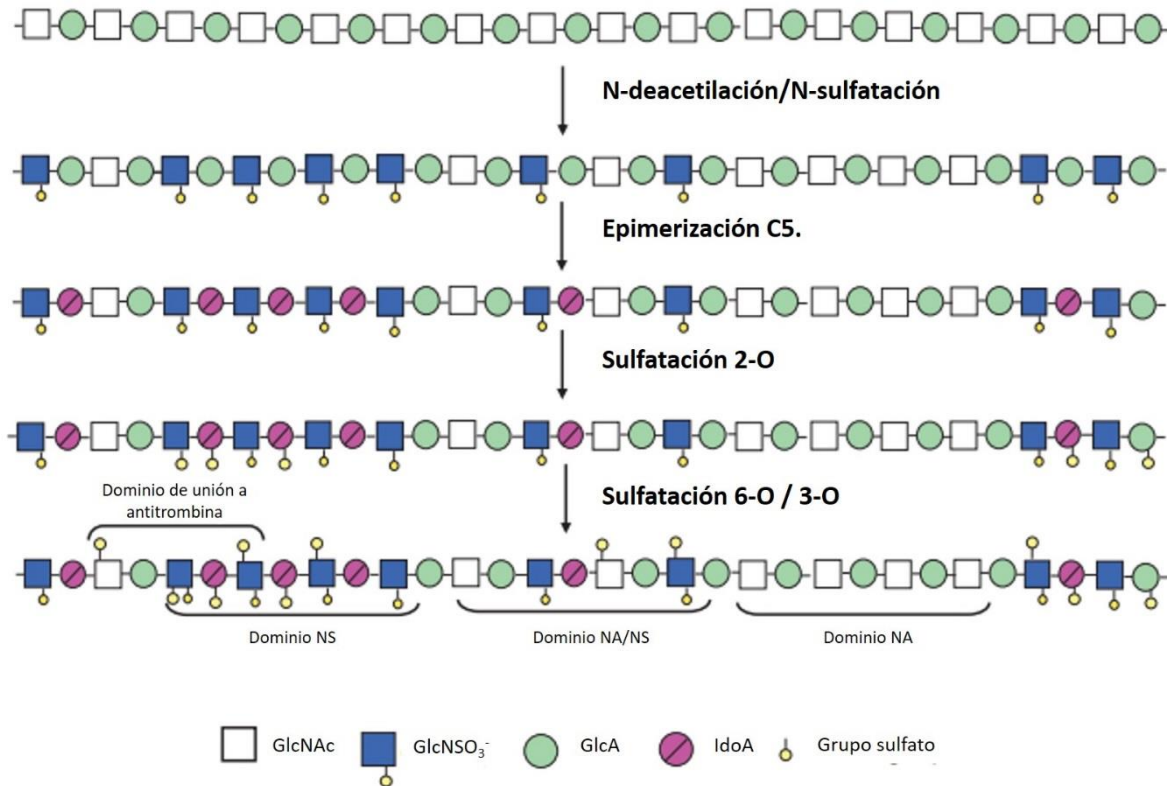 N-deacetilación/N-sulfatación
Epimerización C5.
Sulfatación 2-O
Sulfatación 6-O / 3-O
Dominio de unión a
antitrombina
Dominio NS
Dominio NA/NS
Dominio NA
GlcNAc
GlcNSO₃⁻
GlcA
IdoA
Grupo sulfato